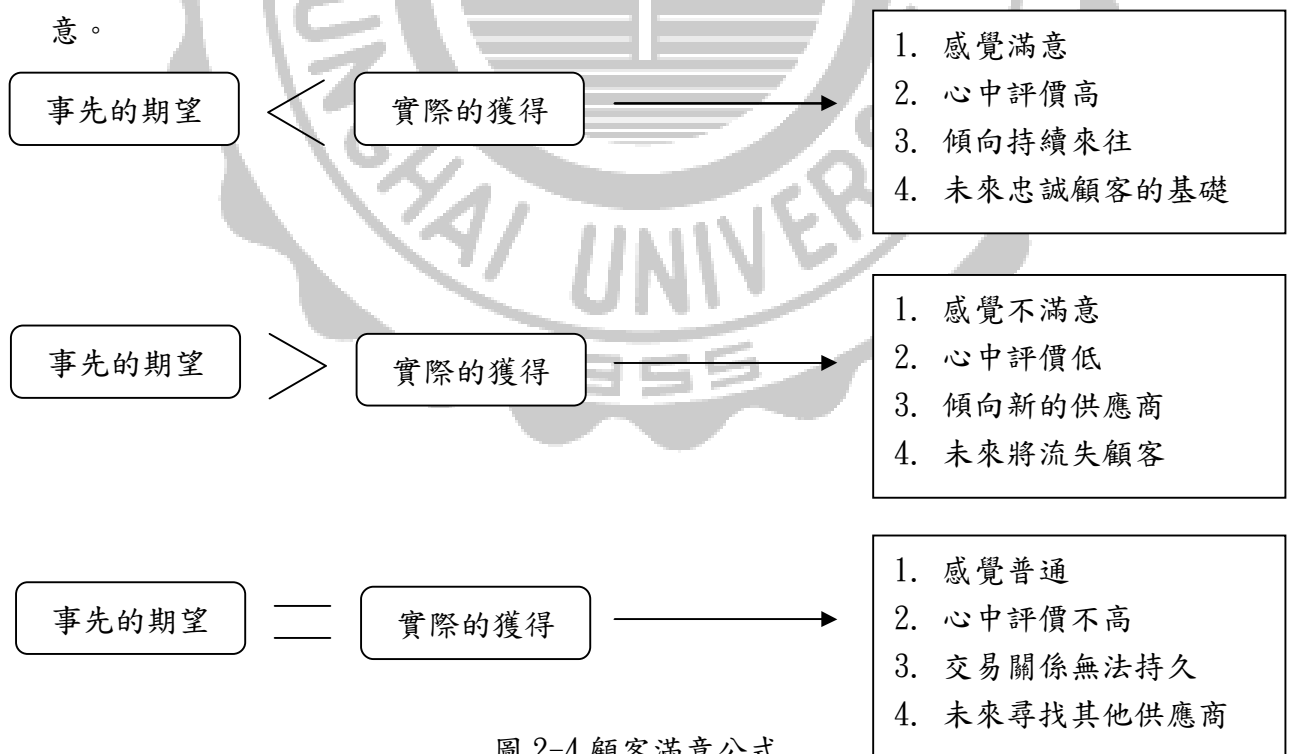 意。
事先的期望 < 實際的獲得
1. 感覺滿意
2. 心中評價高
3. 傾向持續來往
4. 未來忠誠顧客的基礎
事先的期望 > 實際的獲得
1. 感覺不滿意
2. 心中評價低
3. 傾向新的供應商
4. 未來將流失顧客
事先的期望 = 實際的獲得
1. 感覺普通
2. 心中評價不高
3. 交易關係無法持久
4. 未來尋找其他供應商
圖 2-4 顧客滿意公式
UNGHAI UNIVER
1955